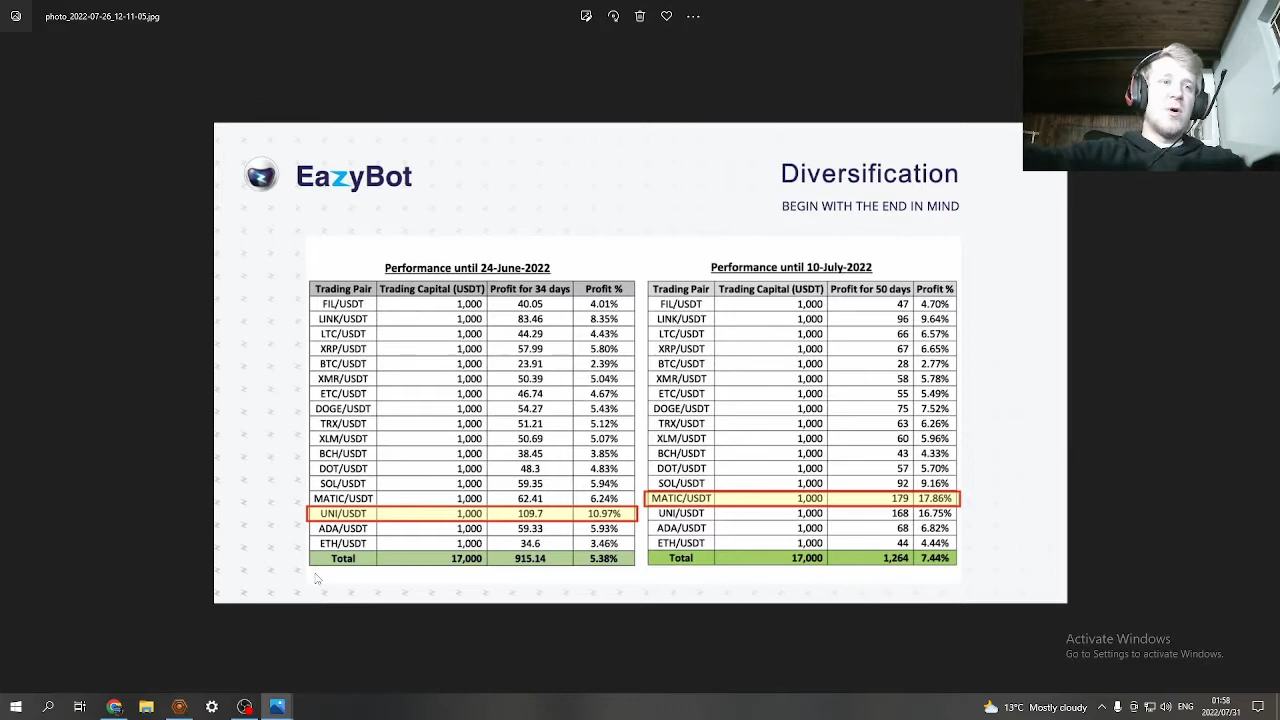 photo_2022-07-26_12-11-05.jpg
EazyBot
Diversification
BEGIN WITH THE END IN MIND
Performance until 24-June-2022
Trading Pair Trading Capital (USDT) Profit for 34 days Profit %
FIL/USDT 1,000 40.05 4.01%
LINK/USDT 1,000 83.46 8.35%
LTC/USDT 1,000 44.29 4.43%
XRP/USDT 1,000 57.99 5.80%
BTC/USDT 1,000 23.91 2.39%
XMR/USDT 1,000 50.39 5.04%
ETC/USDT 1,000 46.74 4.67%
DOGE/USDT 1,000 54.27 5.43%
TRX/USDT 1,000 51.21 5.12%
XLM/USDT 1,000 50.69 5.07%
BCH/USDT 1,000 38.45 3.85%
DOT/USDT 1,000 48.3 4.83%
SOL/USDT 1,000 59.35 5.94%
MATIC/USDT 1,000 62.41 6.24%
UNI/USDT 1,000 109.7 10.97%
ADA/USDT 1,000 59.33 5.93%
ETH/USDT 1,000 34.6 3.46%
Total 17,000 915.14 5.38%
Performance until 10-July-2022
Trading Pair Trading Capital (USDT) Profit for 50 days Profit %
FIL/USDT 1,000 47 4.70%
LINK/USDT 1,000 96 9.64%
LTC/USDT 1,000 66 6.57%
XRP/USDT 1,000 67 6.65%
BTC/USDT 1,000 28 2.77%
XMR/USDT 1,000 58 5.78%
ETC/USDT 1,000 55 5.49%
DOGE/USDT 1,000 75 7.52%
TRX/USDT 1,000 63 6.26%
XLM/USDT 1,000 60 5.96%
BCH/USDT 1,000 43 4.33%
DOT/USDT 1,000 57 5.70%
SOL/USDT 1,000 92 9.16%
MATIC/USDT 1,000 179 17.86%
UNI/USDT 1,000 168 16.75%
ADA/USDT 1,000 68 6.82%
ETH/USDT 1,000 44 4.44%
Total 17,000 1,264 7.44%
Activate Windows
Go to Settings to activate Windows.
13°C Mostly Cloudy
ENG
01:58
2022/07/31